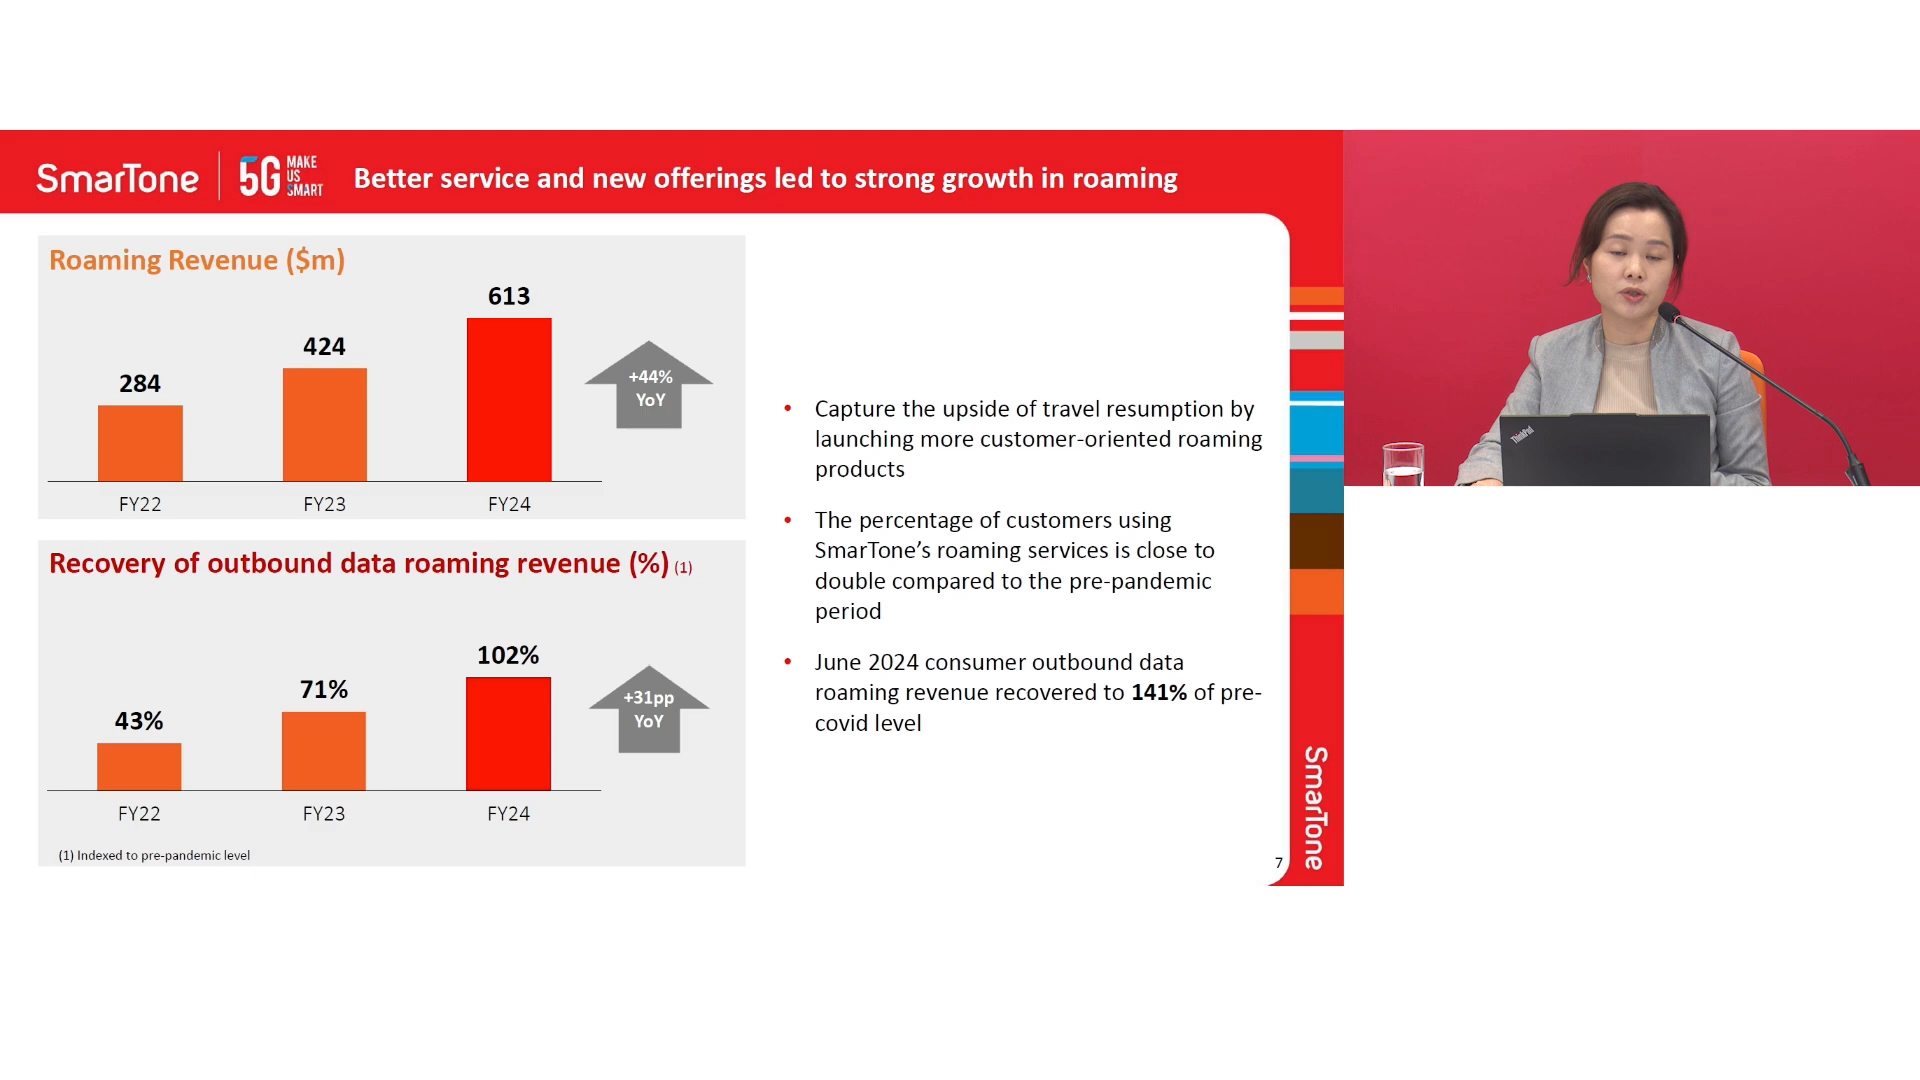 SmarTone
5G MAKE US SMART
Better service and new offerings led to strong growth in roaming
Roaming Revenue ($m)
284
424
613
+44%
YoY
FY22
FY23
FY24
Recovery of outbound data roaming revenue (%) (1)
43%
71%
102%
+31pp
YoY
FY22
FY23
FY24
(1) Indexed to pre-pandemic level
• Capture the upside of travel resumption by
launching more customer-oriented roaming
products
• The percentage of customers using
SmarTone’s roaming services is close to
double compared to the pre-pandemic
period
• June 2024 consumer outbound data
roaming revenue recovered to 141% of pre-
covid level
7
SmarTone
ThinkPad